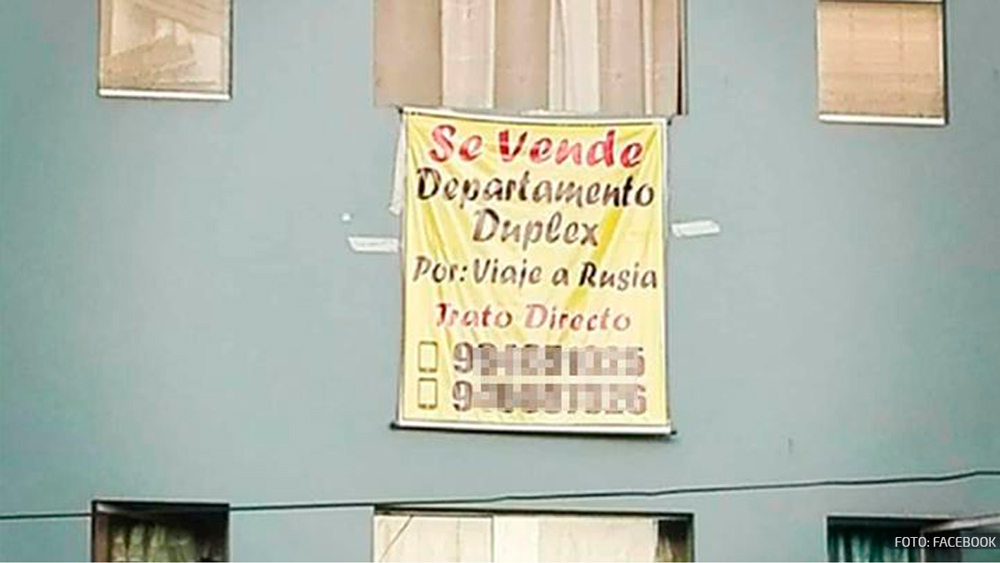 Se Vende
Departamento
Duplex
Por: Viaje a Rusia
Trato Directo
FOTO: FACEBOOK